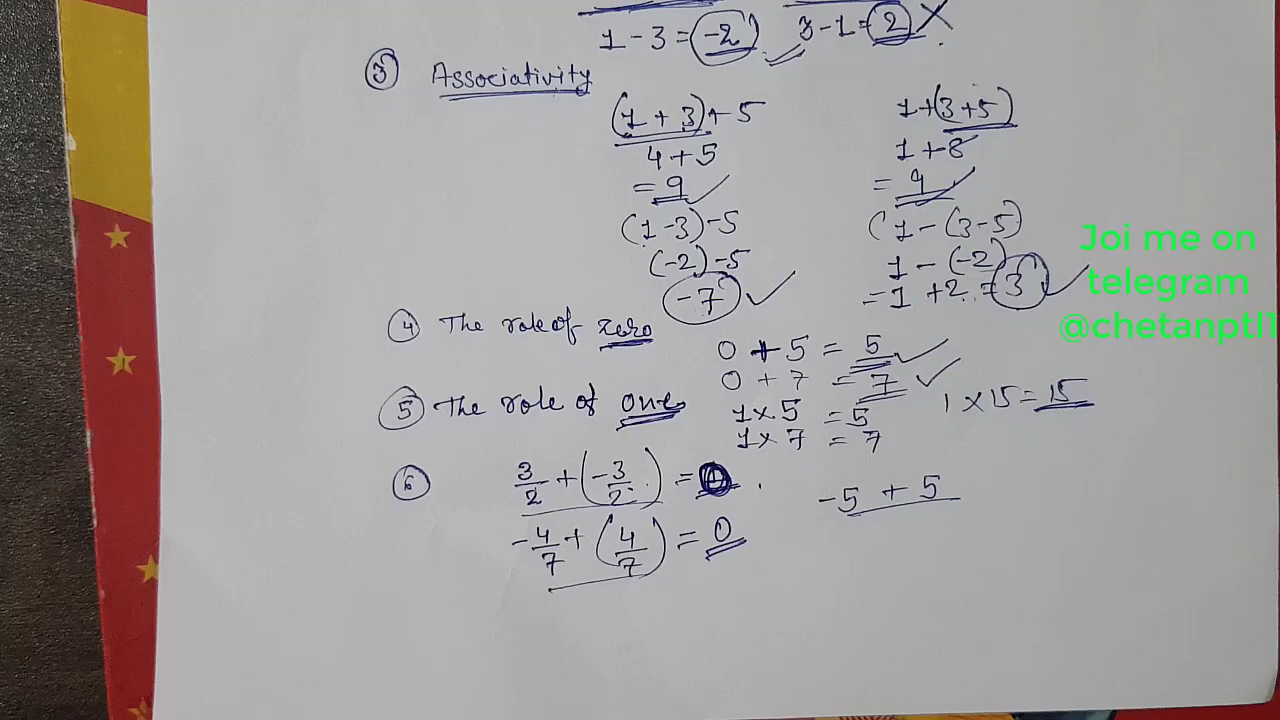 1 - 3 = -2 3 - 1 = 2 ✗
③ Associativity
(1 + 3) + 5 1 + (3 + 5)
4 + 5 1 + 8
= 9 ✓ = 9 ✓
(1 - 3) - 5 (1 - (3 - 5)
(-2) - 5 1 - (-2)
-7 ✓ = 1 + 2 = 3 ✓
Joi me on
telegram
@chetanptl1
④ The role of zero
0 + 5 = 5 ✓
0 + 7 = 7 ✓
⑤ The role of one
1 × 5 = 5 1 × 15 = 15
1 × 7 = 7
⑥ 3/2 + (-3/2) = 0 . -5 + 5
-4/7 + (4/7) = 0